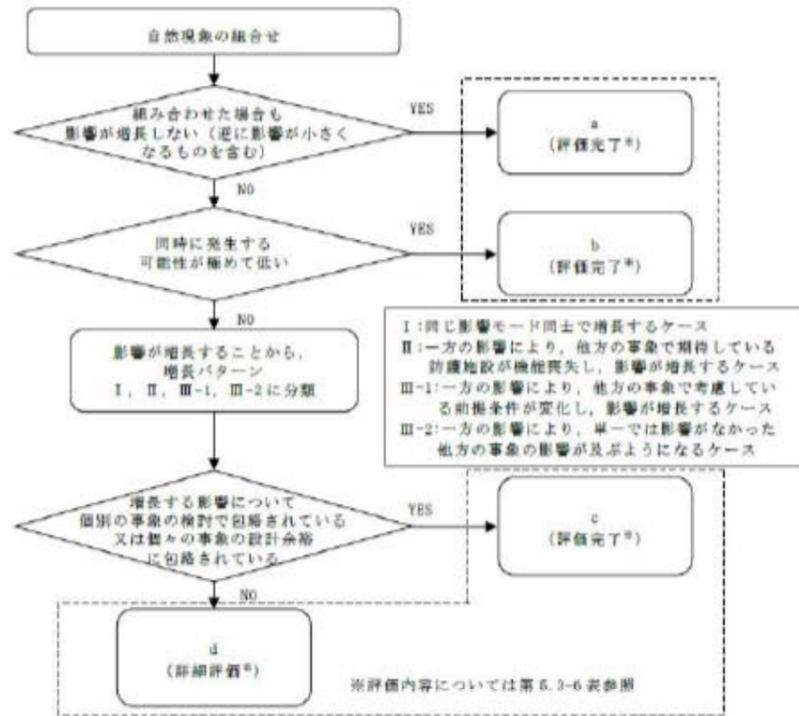 自然現象の組合せ
組み合わせた場合も
影響が増長しない（逆に影響が小さく
なるものを含む）
YES
a
（評価完了※）
NO
同時に発生する
可能性が極めて低い
YES
b
（評価完了※）
NO
影響が増長することから，
増長パターン
Ⅰ，Ⅱ，Ⅲ-1，Ⅲ-2に分類
Ⅰ：同じ影響モード同士で増長するケース
Ⅱ：一方の影響により，他方の事象で期待している
防護施設が機能喪失し，影響が増長するケース
Ⅲ-1：一方の影響により，他方の事象で考慮してい
る前提条件が変化し，影響が増長するケース
Ⅲ-2：一方の影響により，単一では影響がなかった
他方の事象の影響が及ぶようになるケース
増長する影響について
個別の事象の検討で包絡されている
又は個々の事象の設計余裕
に包絡されている
YES
c
（評価完了※）
NO
d
（詳細評価※）
※評価内容については第5.3-6表参照